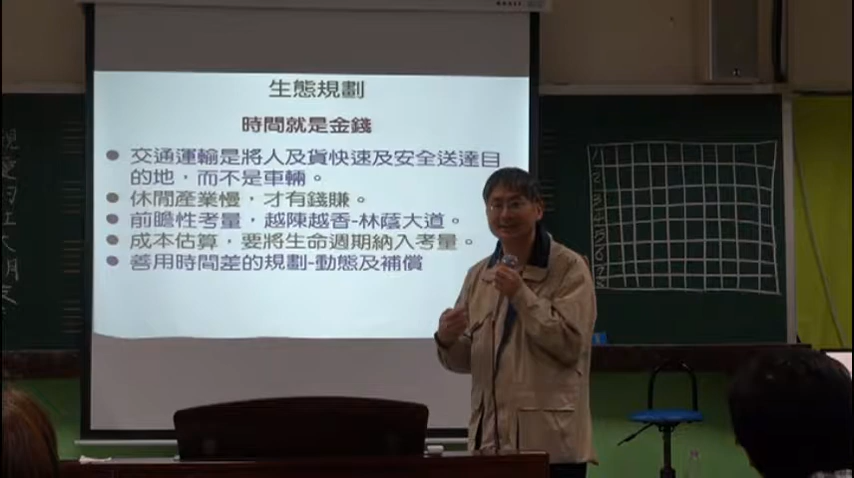 生態規劃
時間就是金錢
● 交通運輸是將人及貨快速及安全送達目
的地，而不是車輛。
● 休閒產業慢，才有錢賺。
● 前瞻性考量，越陳越香-林蔭大道。
● 成本估算，要將生命週期納入考量。
● 善用時間差的規劃-動態及補償